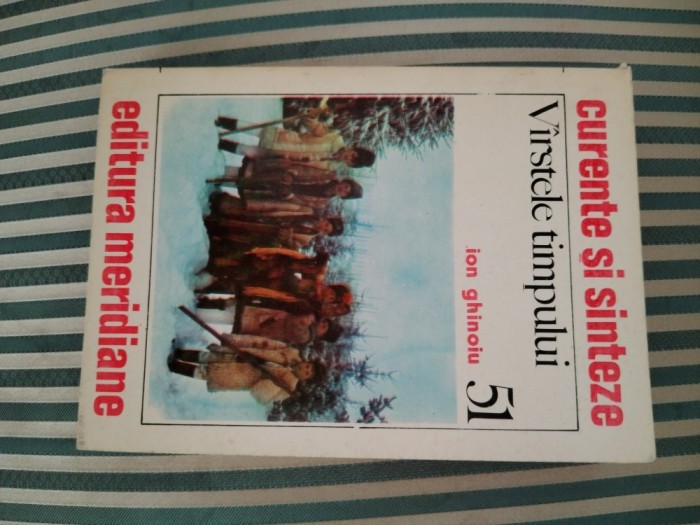 curente și sinteze
Vîrstele timpului
ion ghinoiu
51
editura meridiane